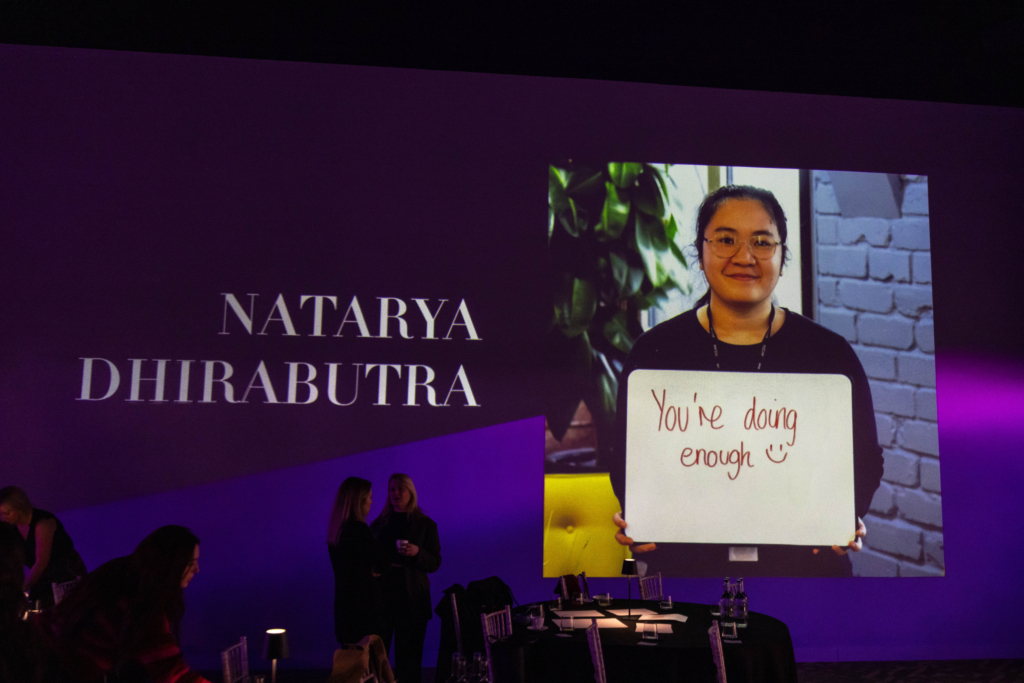 NATARYA
DHIRABUTRA
You're doing
enough :)